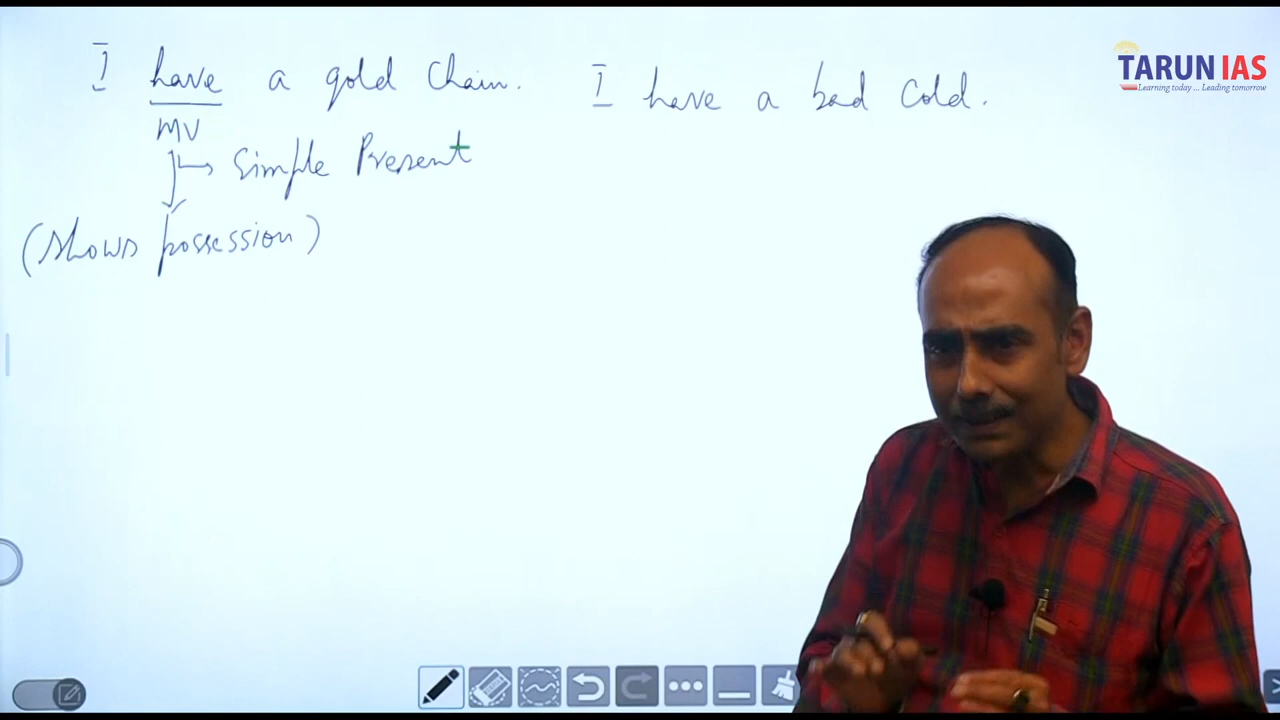 I have a gold chain. I have a bad cold.
MV
Simple Present
(shows possession)
TARUN IAS
Learning today ... Leading tomorrow